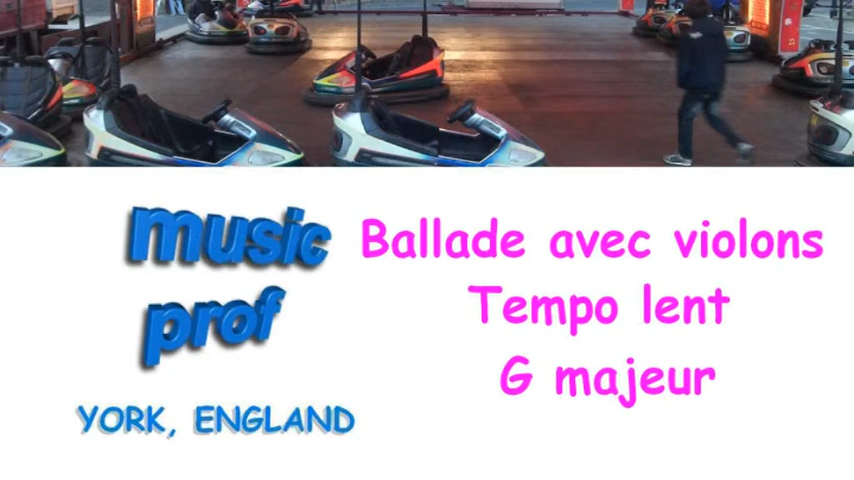 music
prof
YORK, ENGLAND
Ballade avec violons
Tempo lent
G majeur